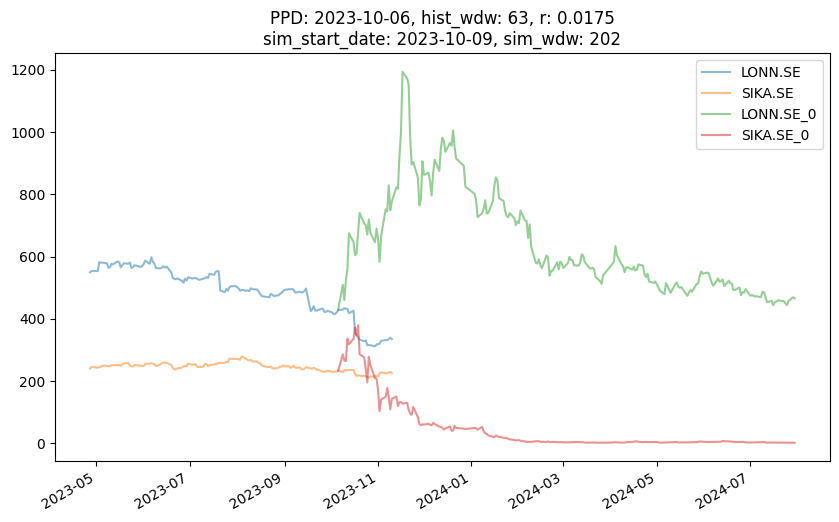 PPD: 2023-10-06, hist_wdw: 63, r: 0.0175
sim_start_date: 2023-10-09, sim_wdw: 202
LONN.SE
SIKA.SE
LONN.SE_0
SIKA.SE_0
1200
1000
800
600
400
200
0
2023-05
2023-07
2023-09
2023-11
2024-01
2024-03
2024-05
2024-07